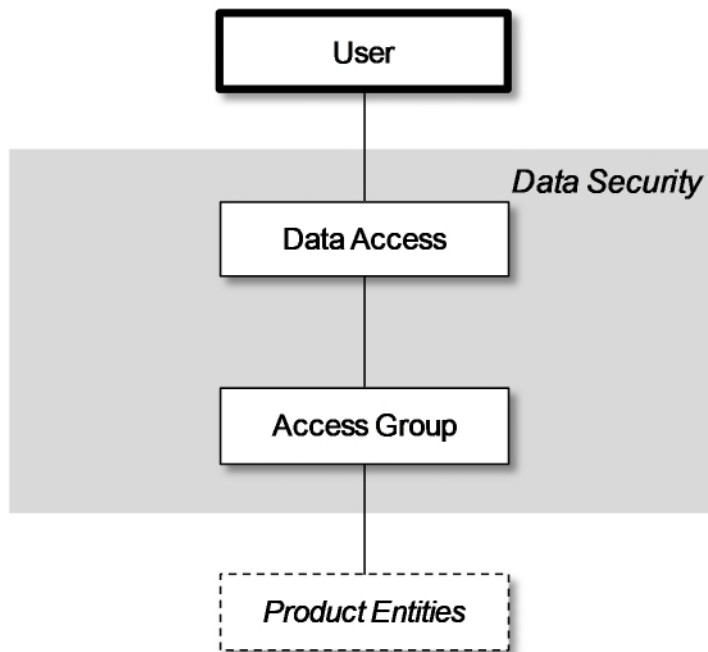 User
Data Security
Data Access
Access Group
Product Entities